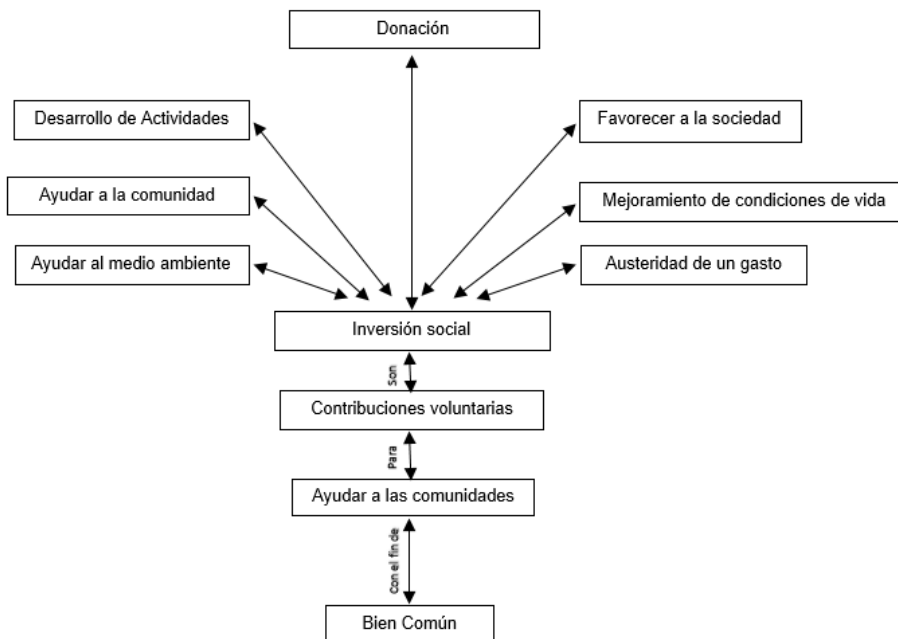 Donación
Desarrollo de Actividades
Favorecer a la sociedad
Ayudar a la comunidad
Mejoramiento de condiciones de vida
Ayudar al medio ambiente
Austeridad de un gasto
Inversión social
Son
Contribuciones voluntarias
Para
Ayudar a las comunidades
Con el fin de
Bien Común